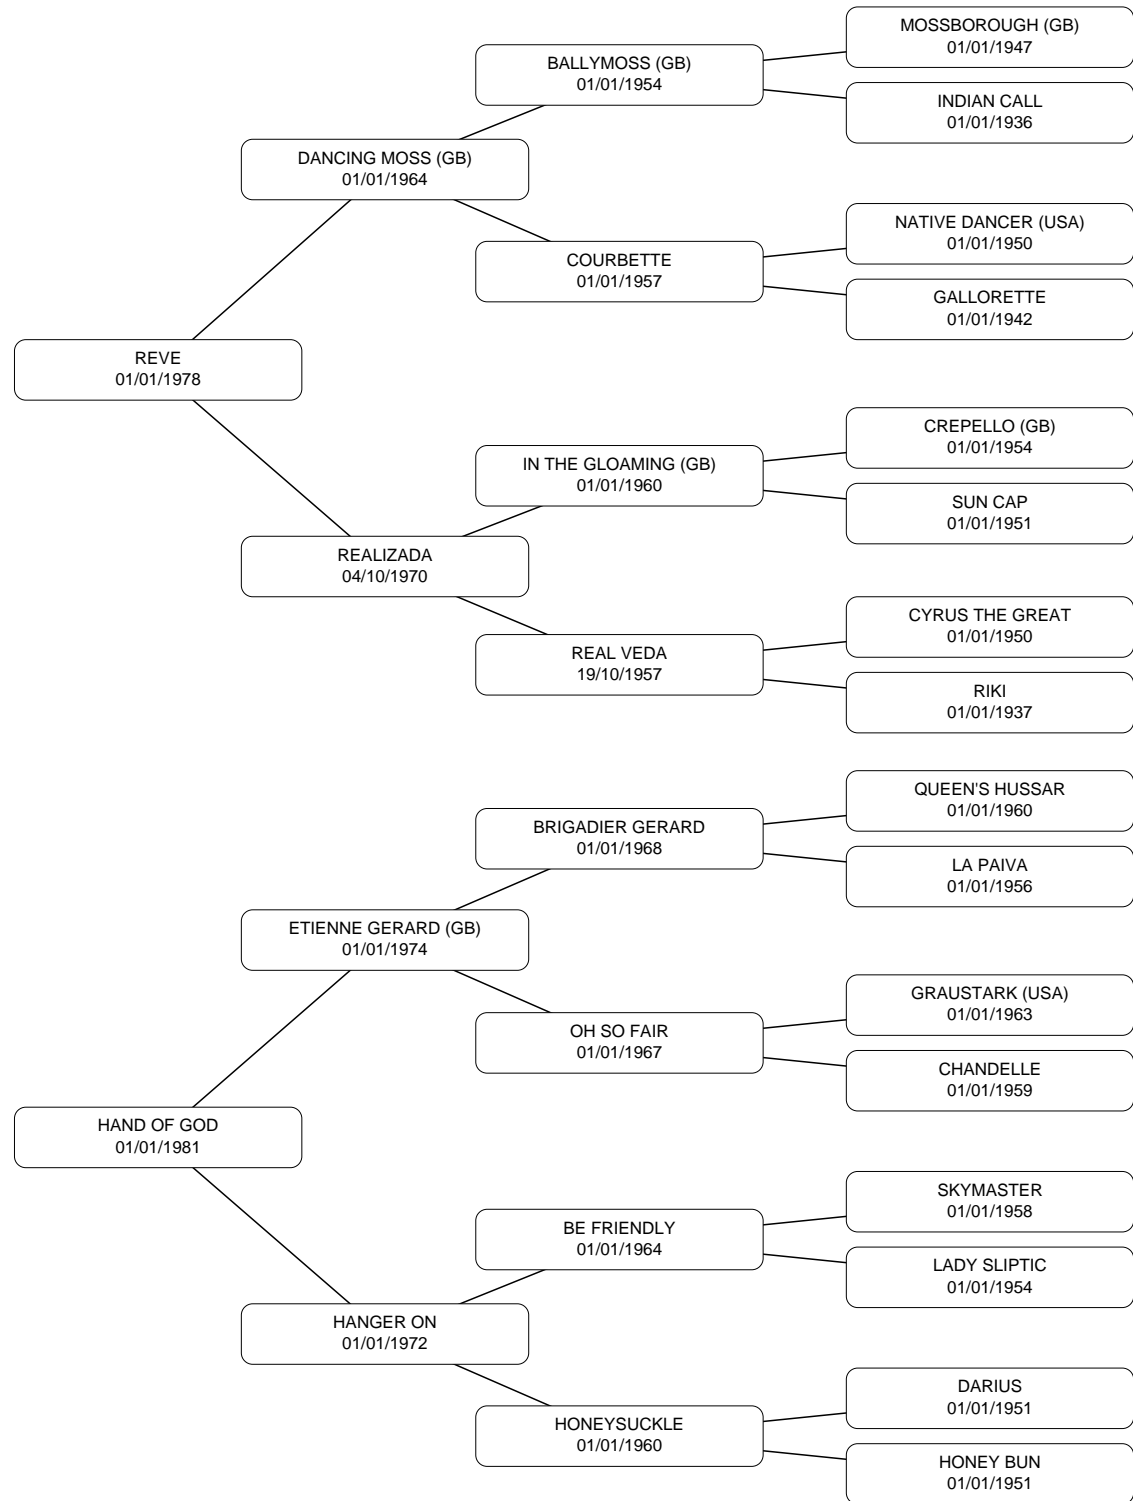 MOSSBOROUGH (GB)
01/01/1947
BALLYMOSS (GB)
01/01/1954
INDIAN CALL
01/01/1936
DANCING MOSS (GB)
01/01/1964
NATIVE DANCER (USA)
01/01/1950
COURBETTE
01/01/1957
GALLORETTE
01/01/1942
REVE
01/01/1978
CREPELLO (GB)
01/01/1954
IN THE GLOAMING (GB)
01/01/1960
SUN CAP
01/01/1951
REALIZADA
04/10/1970
CYRUS THE GREAT
01/01/1950
REAL VEDA
19/10/1957
RIKI
01/01/1937
QUEEN'S HUSSAR
01/01/1960
BRIGADIER GERARD
01/01/1968
LA PAIVA
01/01/1956
ETIENNE GERARD (GB)
01/01/1974
GRAUSTARK (USA)
01/01/1963
OH SO FAIR
01/01/1967
CHANDELLE
01/01/1959
HAND OF GOD
01/01/1981
SKYMASTER
01/01/1958
BE FRIENDLY
01/01/1964
LADY SLIPTIC
01/01/1954
HANGER ON
01/01/1972
DARIUS
01/01/1951
HONEYSUCKLE
01/01/1960
HONEY BUN
01/01/1951